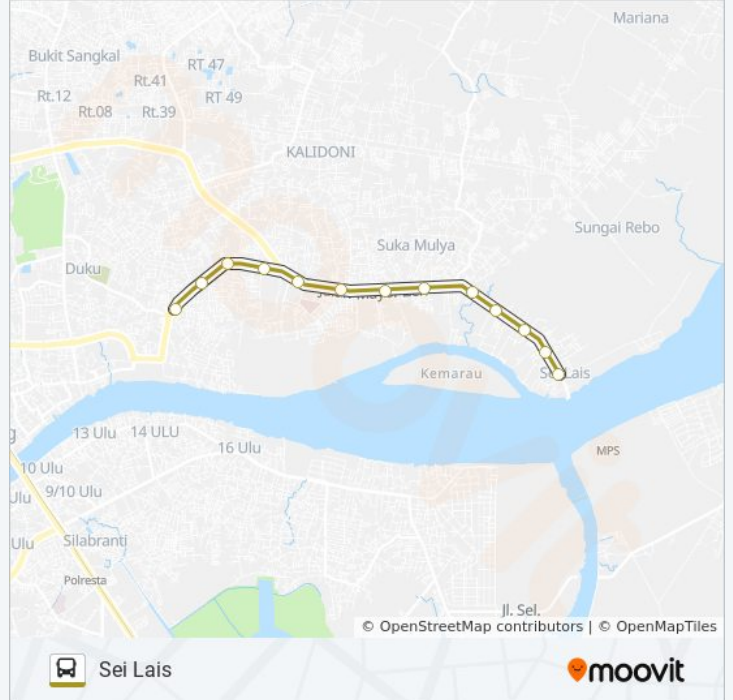 Mariana
Bukit Sangkal
RT 47
Rt.41
Rt.12
RT 49
Rt.08
Rt.39
KALIDONI
Sungai Rebo
Suka Mulya
Duku
Kemarau
Sei Lais
13 Ulu
14 ULU
16 Ulu
MPS
10 Ulu
Ulu
9/10 Ulu
Ulu
Silabranti
Polresta
Jl. Sel.
© OpenStreetMap contributors | © OpenMapTiles
Sei Lais
moovit